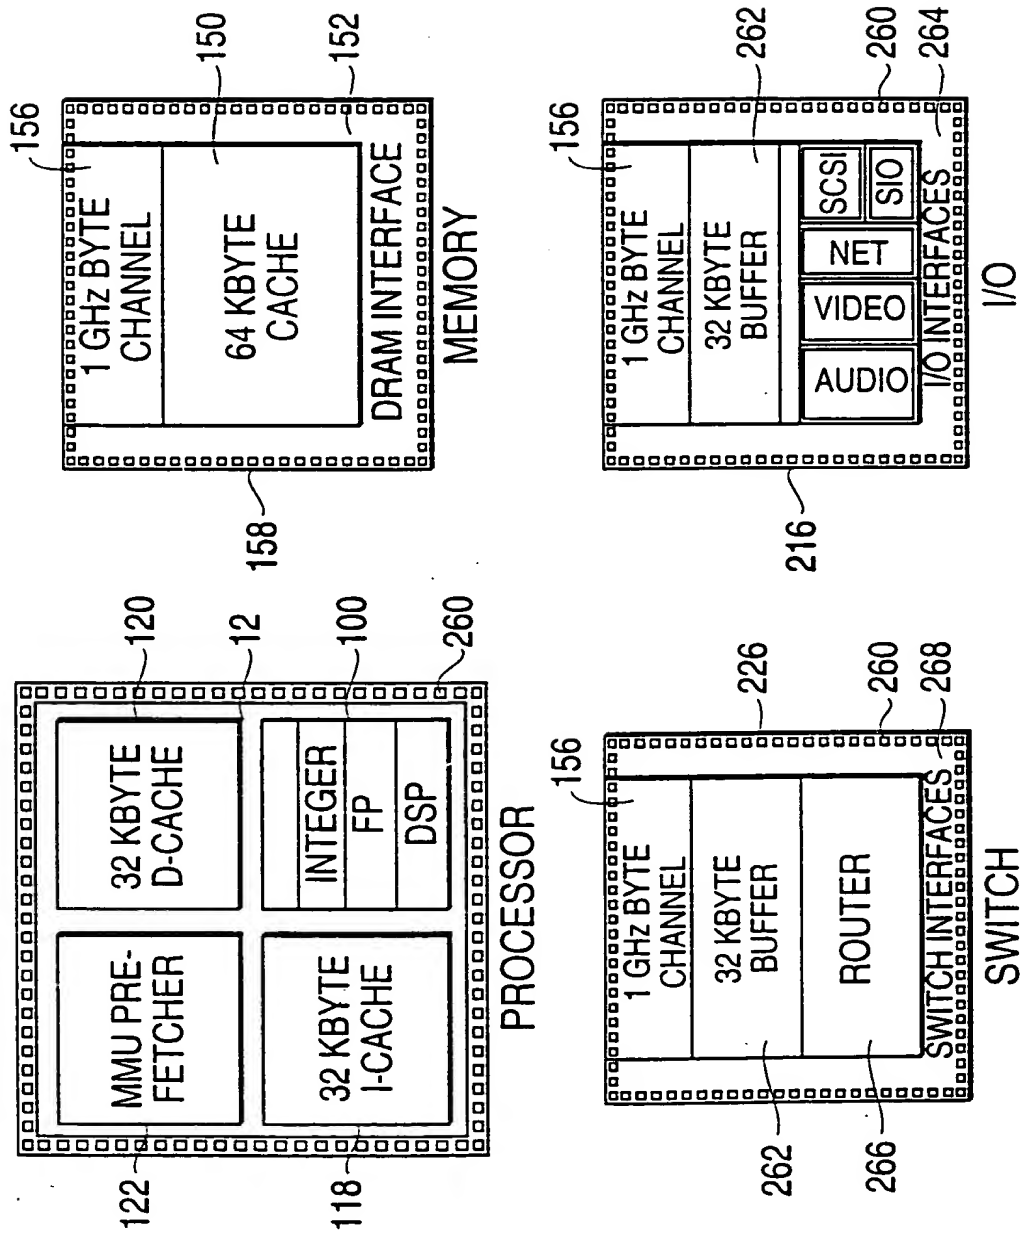 122
MMU PRE-
FETCHER
32 KBYTE
D-CACHE
120
12
118
32 KBYTE
I-CACHE
INTEGER
FP
DSP
100
260
PROCESSOR
158
1 GHz BYTE
CHANNEL
156
64 KBYTE
CACHE
150
152
DRAM INTERFACE
MEMORY
156
1 GHz BYTE
CHANNEL
32 KBYTE
BUFFER
262
ROUTER
266
SWITCH INTERFACES
226
260
268
SWITCH
216
1 GHz BYTE
CHANNEL
156
32 KBYTE
BUFFER
262
AUDIO
VIDEO
NET
SCSI
SIO
I/O INTERFACES
260
264
I/O